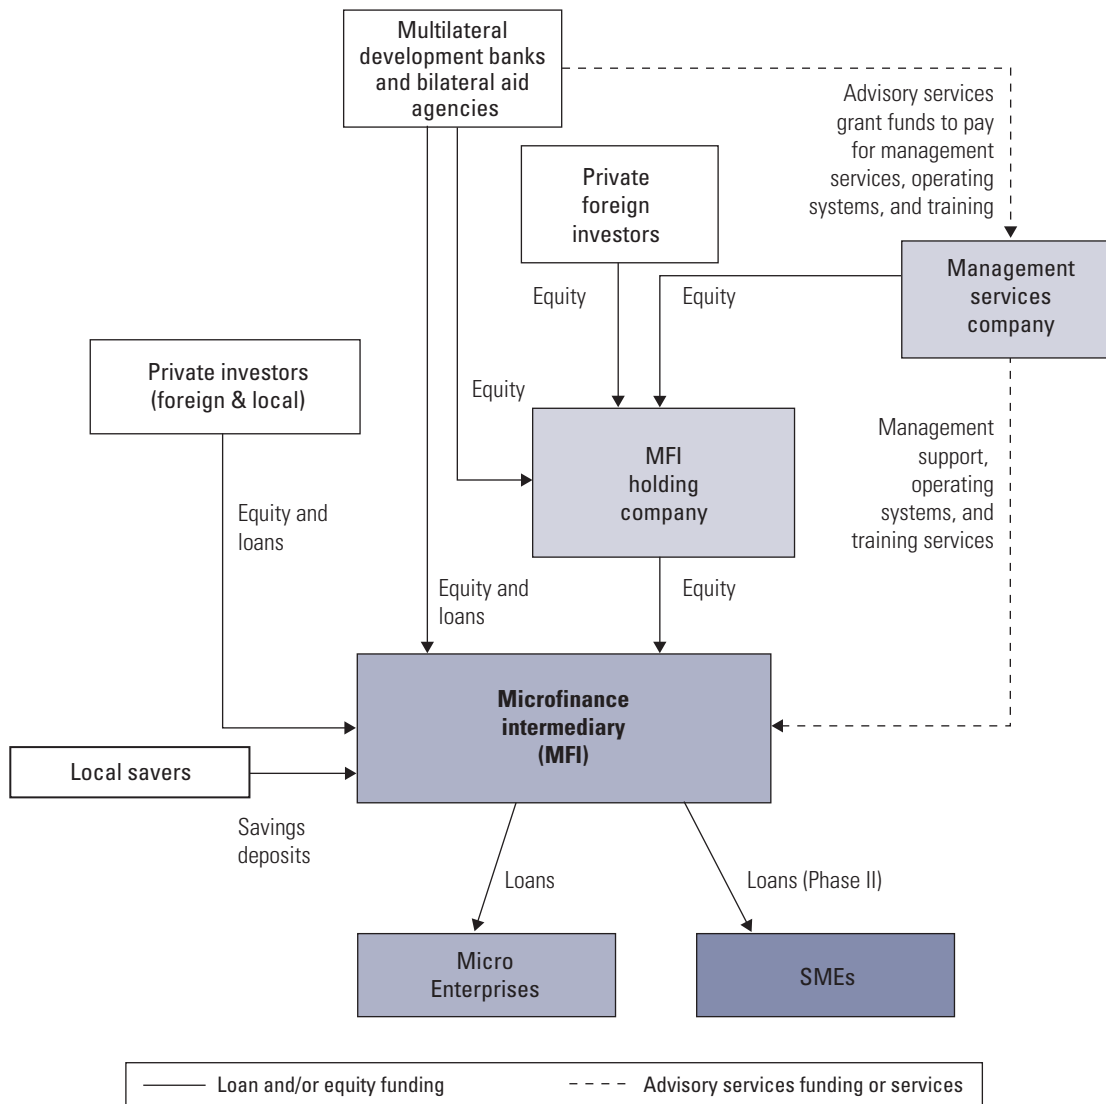 Multilateral
development banks
and bilateral aid
agencies
Advisory services
grant funds to pay
for management
services, operating
systems, and training
Private
foreign
investors
Management
services
company
Equity
Equity
Private investors
(foreign & local)
Equity
MFI
holding
company
Management
support,
operating
systems, and
training services
Equity and
loans
Equity and
loans
Equity
Microfinance
intermediary
(MFI)
Local savers
Savings
deposits
Loans
Loans (Phase II)
Micro
Enterprises
SMEs
Loan and/or equity funding
Advisory services funding or services